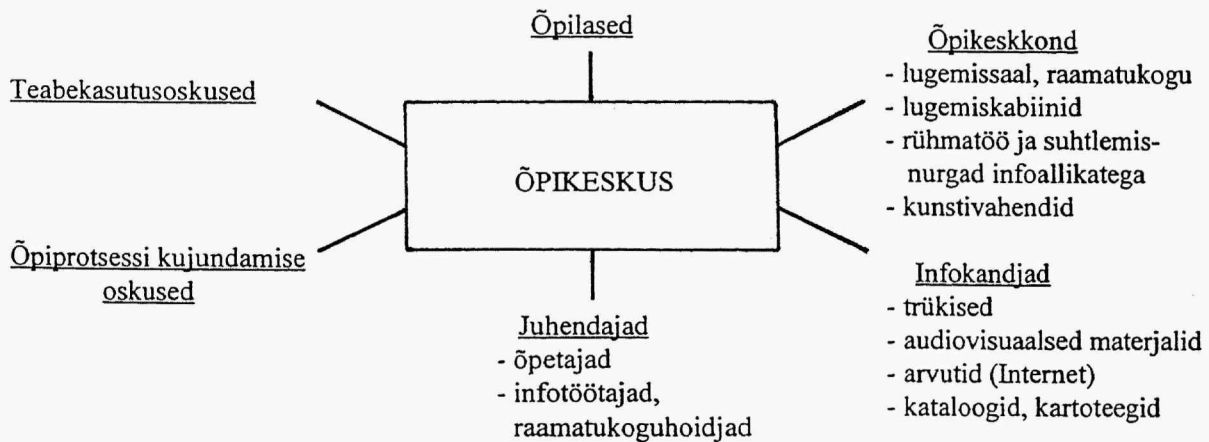 Õpilased
Teabekasutusoskused
Õpikeskkond
- lugemissaal, raamatukogu
- lugemiskabiinid
- rühmatöö ja suhtlemis-
nurgad infoallikatega
- kunstivahendid
ÕPIKESKUS
Õpiprotsessi kujundamise
oskused
Juhendajad
- õpetajad
- infotöötajad,
raamatukoguhoidjad
Infokandjad
- trükised
- audiovisuaalsed materjalid
- arvutid (Internet)
- kataloogid, kartoteegid